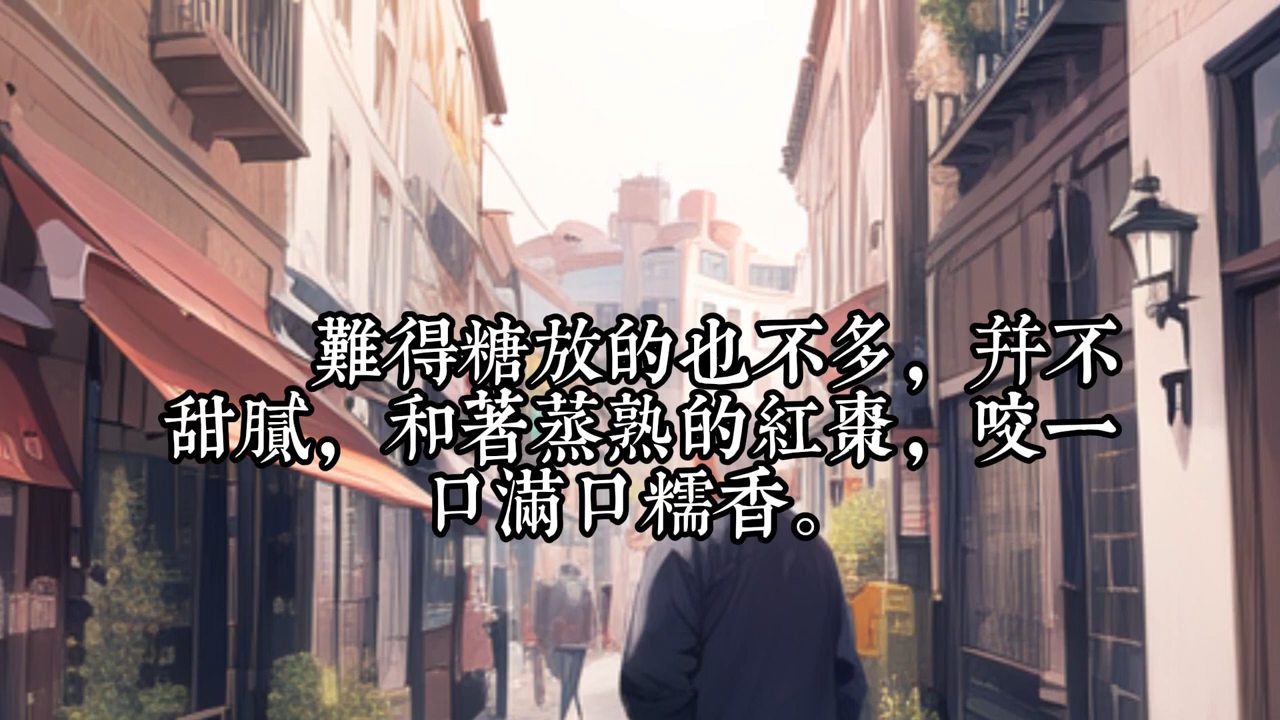 難得糖放的也不多，幷不
甜膩，和著蒸熟的紅棗，咬一
口滿口糯香。